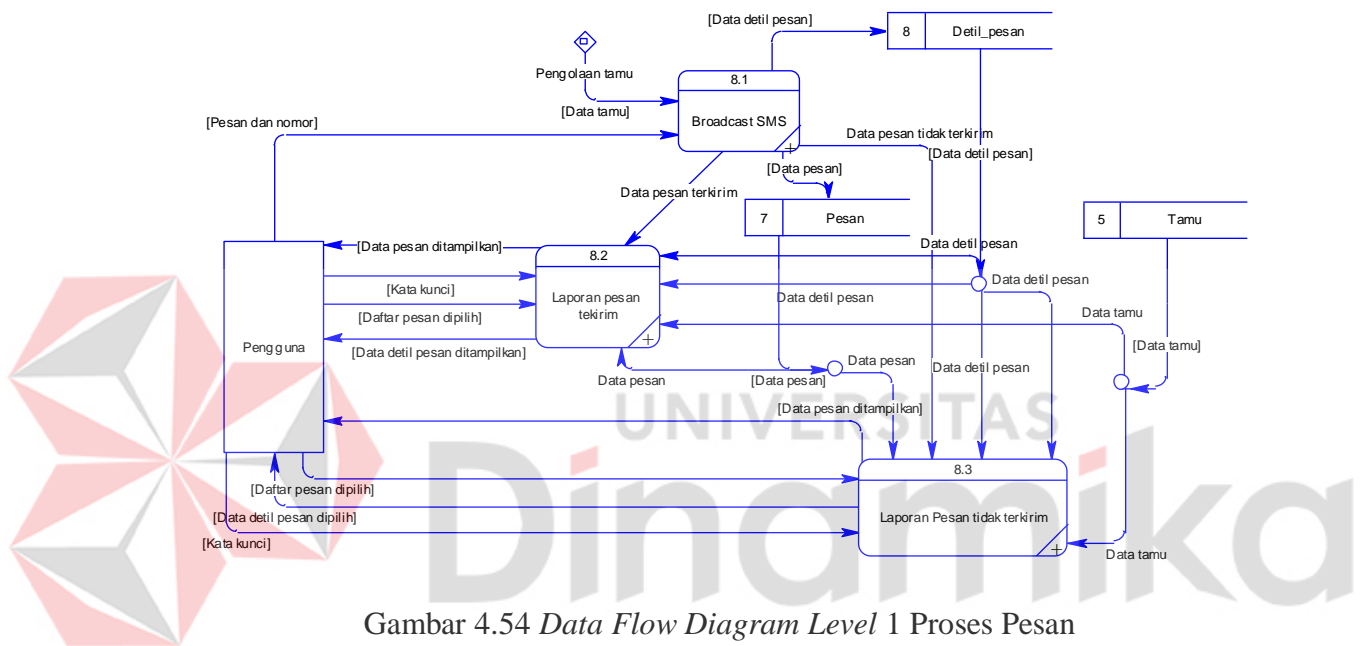 [Data detil pesan]
8 Detil_pesan
Pengolaan tamu
8.1
[Data tamu]
Broadcast SMS
[Pesan dan nomor]
Data pesan tidak terkirim
[Data detil pesan]
[Data pesan]
Data pesan terkirim
7 Pesan
5 Tamu
[Data pesan ditampilkan]
Data detil pesan
8.2
[Kata kunci]
Laporan pesan
tekirim
Data detil pesan
Data detil pesan
Data tamu
[Daftar pesan dipilih]
Pengguna
[Data detil pesan ditampilkan]
[Data tamu]
Data pesan
Data pesan
[Data pesan]
Data detil pesan
[Data pesan ditampilkan]
UNIVERSITAS
Dinamika
8.3
[Daftar pesan dipilih]
Laporan Pesan tidak terkirim
[Data detil pesan dipilih]
[Kata kunci]
Data tamu
Gambar 4.54 Data Flow Diagram Level 1 Proses Pesan